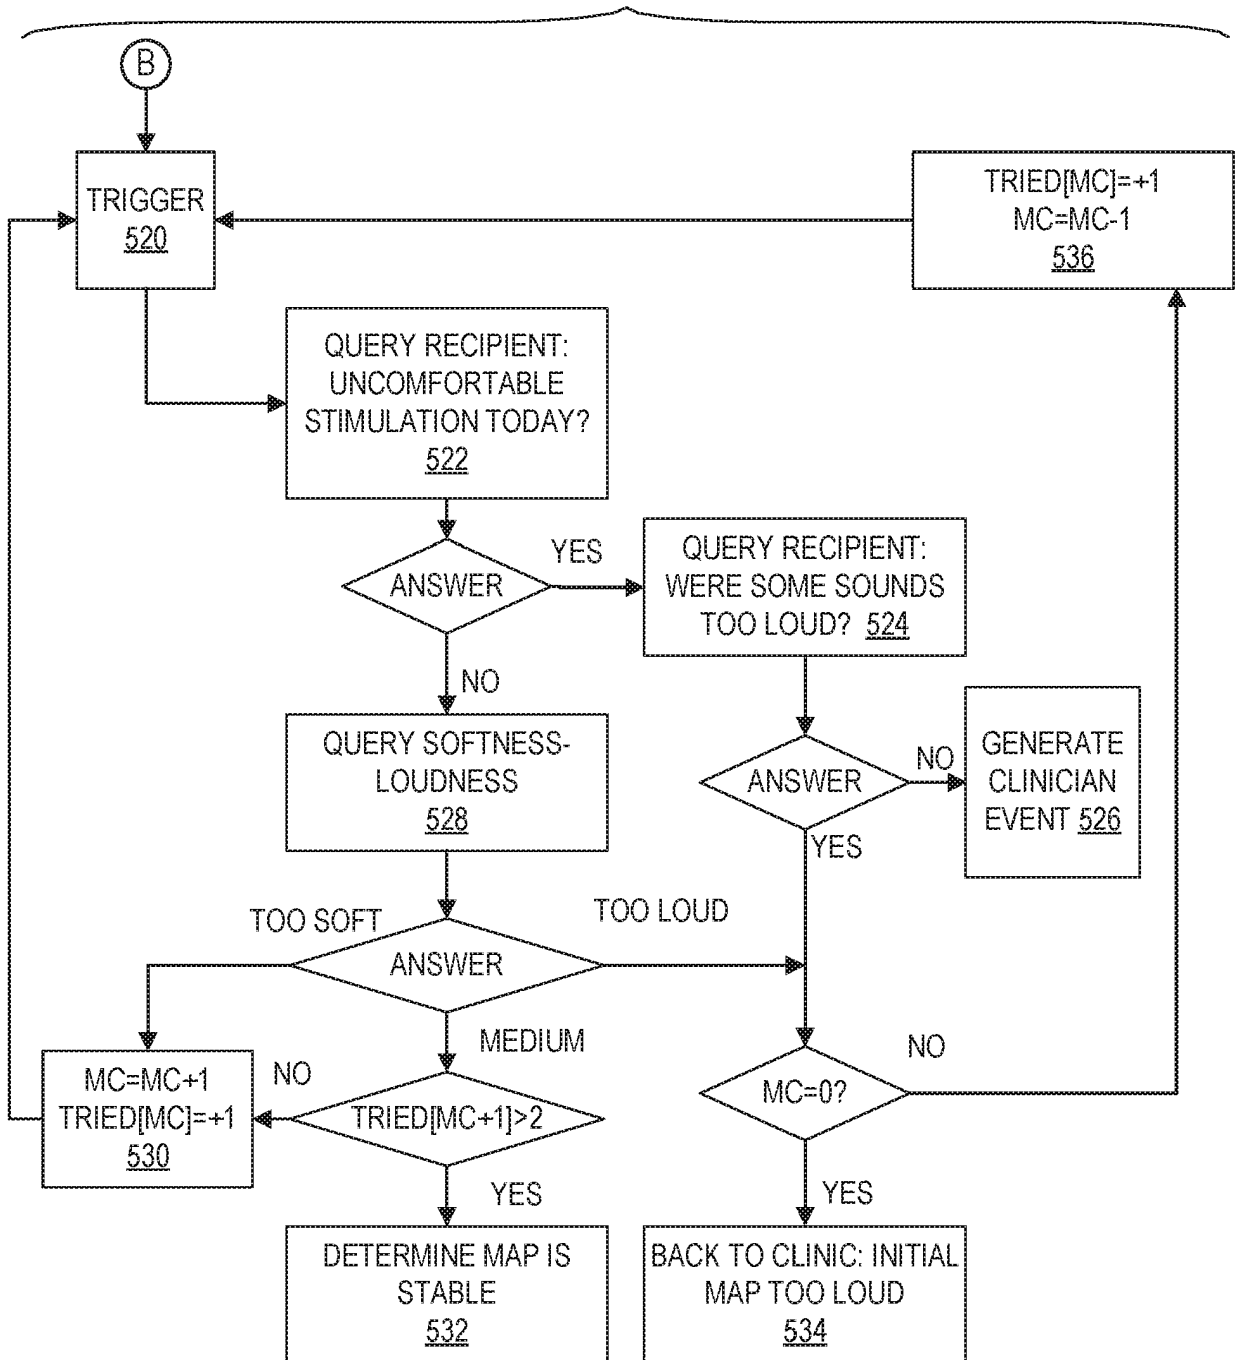 B
TRIGGER
520
TRIED[MC]=+1
MC=MC-1
536
QUERY RECIPIENT:
UNCOMFORTABLE
STIMULATION TODAY?
522
ANSWER
YES
QUERY RECIPIENT:
WERE SOME SOUNDS
TOO LOUD? 524
NO
QUERY SOFTNESS-
LOUDNESS
528
ANSWER
NO
GENERATE
CLINICIAN
EVENT 526
YES
TOO SOFT
TOO LOUD
ANSWER
MEDIUM
MC=MC+1
TRIED[MC]=+1
530
NO
TRIED[MC+1]>2
MC=0?
NO
YES
YES
DETERMINE MAP IS
STABLE
532
BACK TO CLINIC: INITIAL
MAP TOO LOUD
534